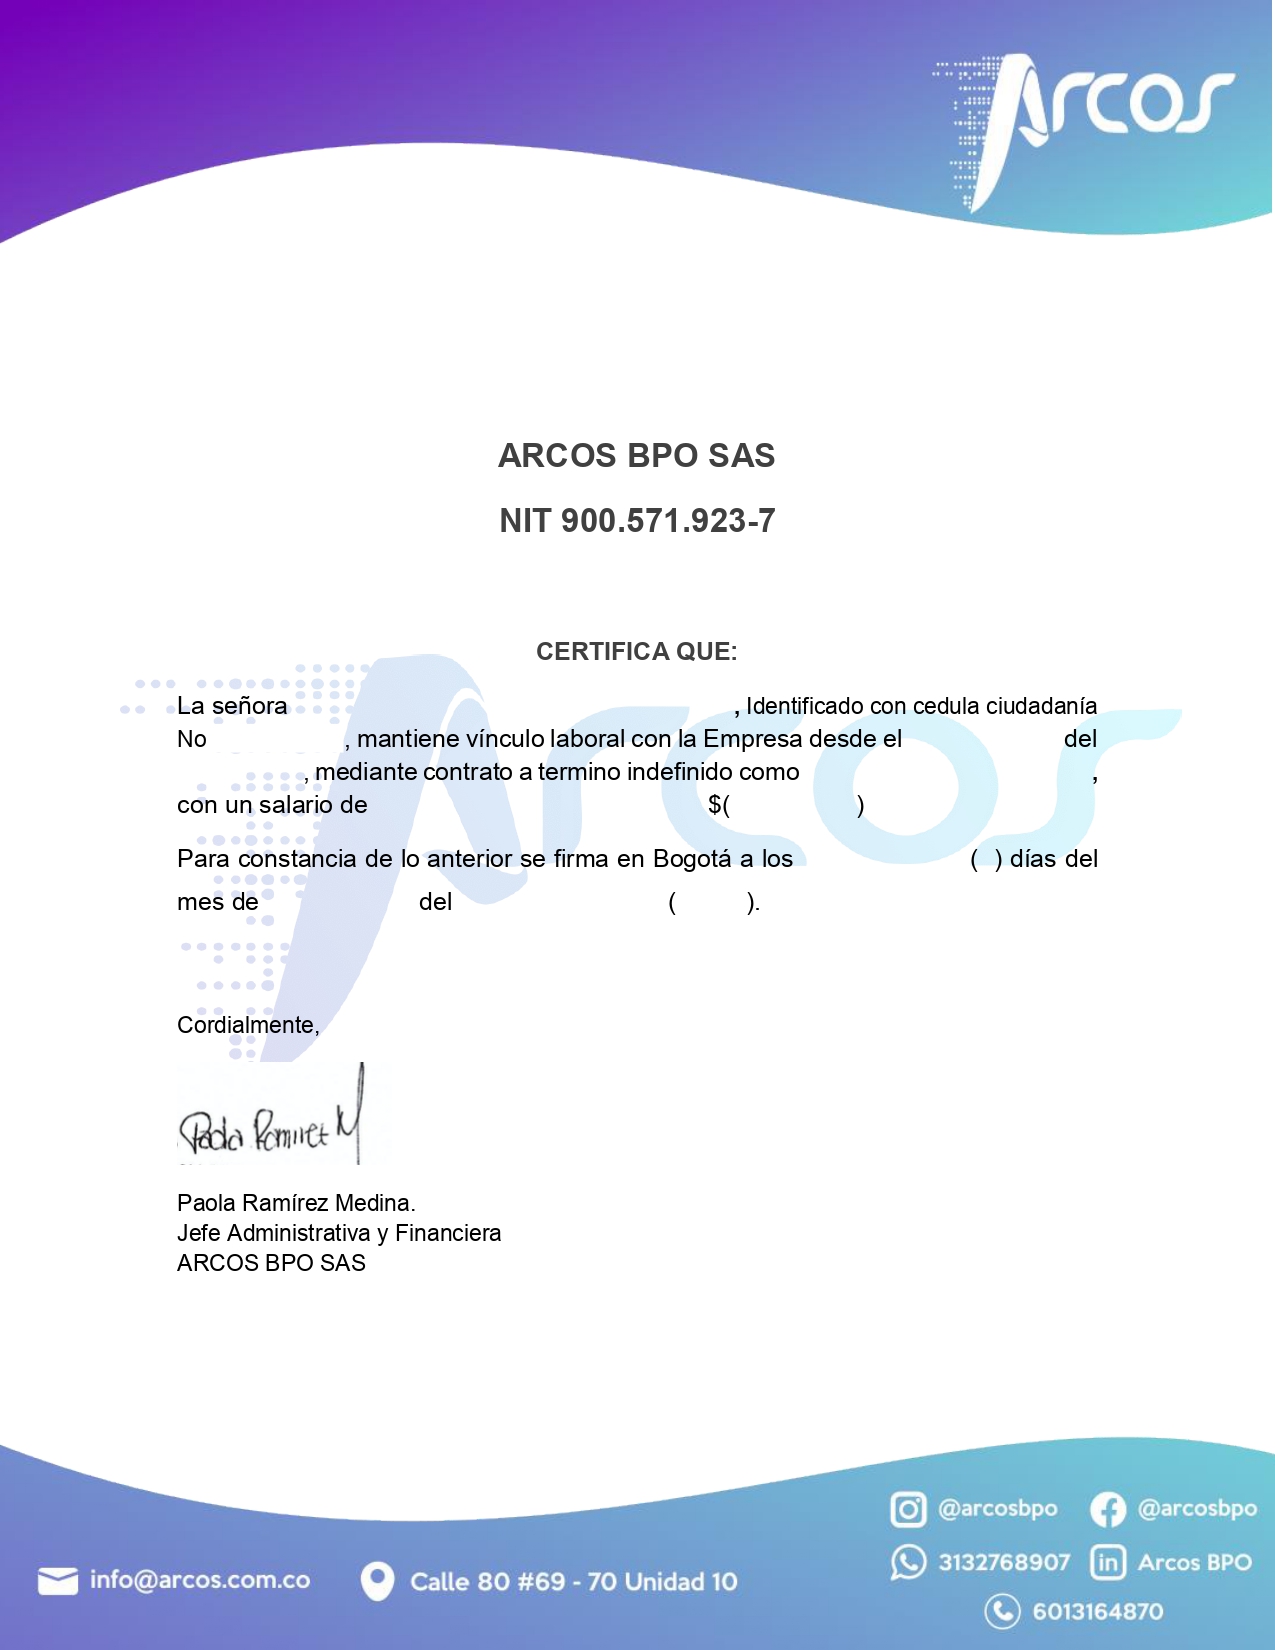 Arcos
ARCOS BPO SAS
NIT 900.571.923-7
CERTIFICA QUE:
La señora , Identificado con cedula ciudadanía
No , mantiene vínculo laboral con la Empresa desde el del
, mediante contrato a termino indefinido como ,
con un salario de $( )
Para constancia de lo anterior se firma en Bogotá a los ( ) días del
mes de del ( ).
Cordialmente,
Paola Ramirez M
Paola Ramírez Medina.
Jefe Administrativa y Financiera
ARCOS BPO SAS
@arcosbpo @arcosbpo
info@arcos.com.co Calle 80 #69 - 70 Unidad 10 3132768907 Arcos BPO
6013164870